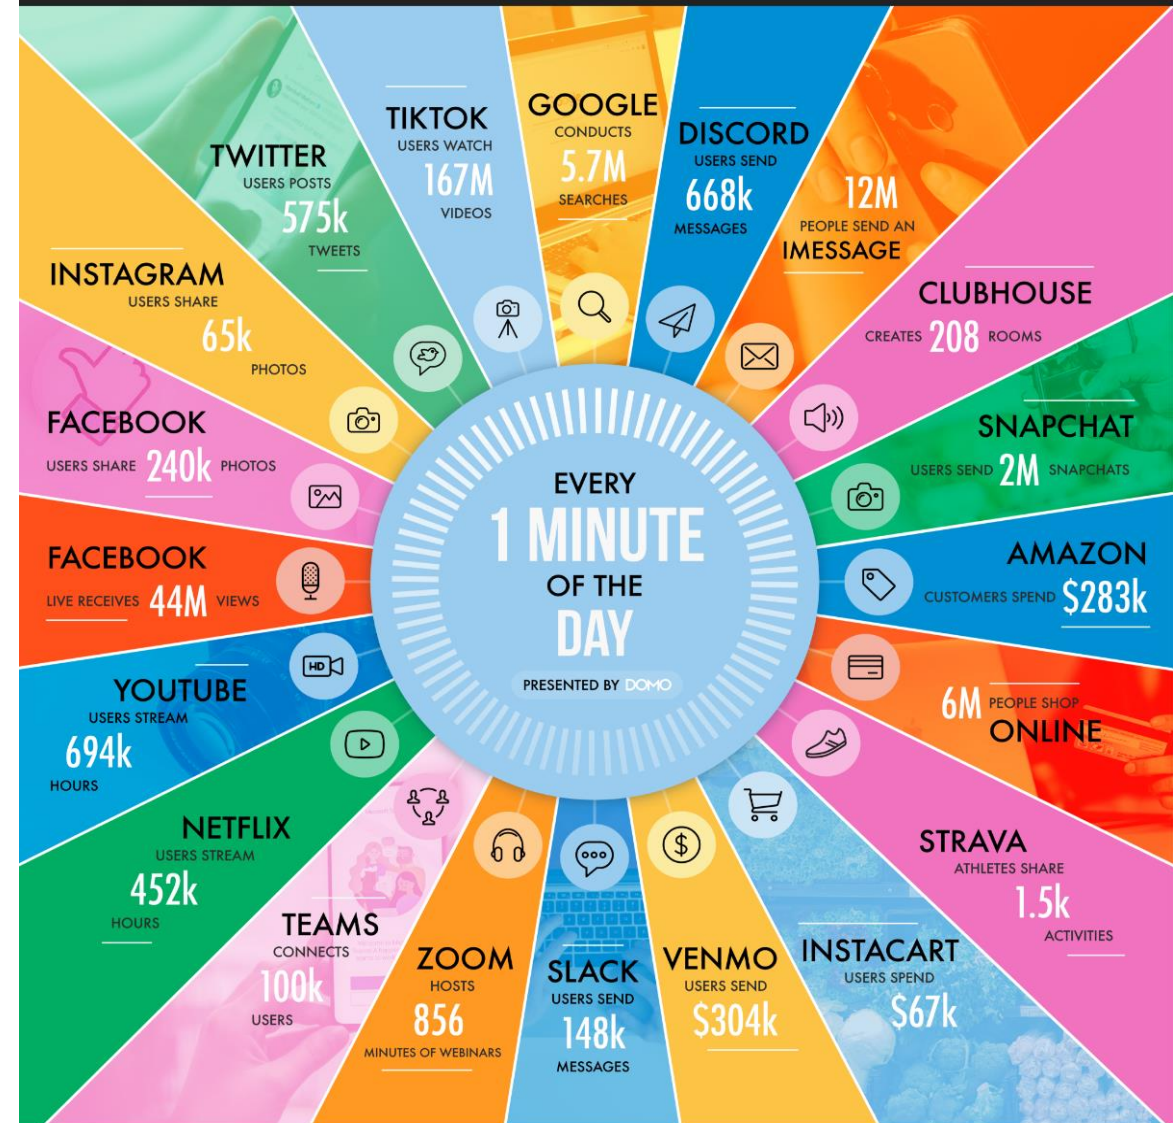 TIKTOK
USERS WATCH
167M
VIDEOS
GOOGLE
CONDUCTS
5.7M
SEARCHES
DISCORD
USERS SEND
668k
MESSAGES
12M
PEOPLE SEND AN
IMESSAGE
CLUBHOUSE
CREATES 208 ROOMS
SNAPCHAT
USERS SEND 2M SNAPCHATS
AMAZON
CUSTOMERS SPEND $283k
6M PEOPLE SHOP
ONLINE
STRAVA
ATHLETES SHARE
1.5k
ACTIVITIES
INSTACART
USERS SPEND
$67k
VENMO
USERS SEND
$304k
SLACK
USERS SEND
148k
MESSAGES
ZOOM
HOSTS
856
MINUTES OF WEBINARS
TEAMS
CONNECTS
100k
USERS
NETFLIX
USERS STREAM
452k
HOURS
YOUTUBE
USERS STREAM
694k
HOURS
FACEBOOK
LIVE RECEIVES 44M VIEWS
FACEBOOK
USERS SHARE 240k PHOTOS
INSTAGRAM
USERS SHARE
65k
PHOTOS
TWITTER
USERS POSTS
575k
TWEETS
HD
EVERY
1 MINUTE
OF THE
DAY
PRESENTED BY DOMO